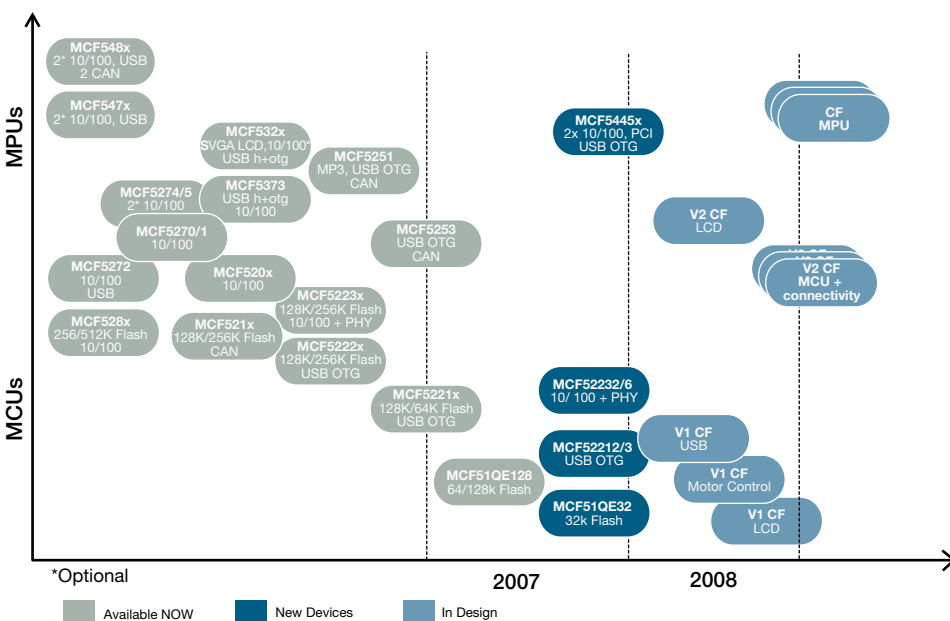 MPUs
MCUs
MCF548x
2* 10/100, USB
2 CAN
MCF547x
2* 10/100, USB
MCF532x
SVGA LCD,10/100*
USB h+otg
MCF5251
MP3, USB OTG
CAN
MCF5274/5
2* 10/100
MCF5373
USB h+otg
10/100
MCF5270/1
10/100
MCF5253
USB OTG
CAN
MCF5272
10/100
USB
MCF520x
10/100
MCF5223x
128K/256K Flash
10/100 + PHY
MCF528x
256/512K Flash
10/100
MCF521x
128K/256K Flash
CAN
MCF5222x
128K/256K Flash
USB OTG
MCF5221x
128K/64K Flash
USB OTG
MCF51QE128
64/128k Flash
MCF5445x
2x 10/100, PCI
USB OTG
MCF52232/6
10/ 100 + PHY
MCF52212/3
USB OTG
MCF51QE32
32k Flash
CF
MPU
V2 CF
LCD
V2 CF
MCU +
connectivity
V1 CF
USB
V1 CF
Motor Control
V1 CF
LCD
*Optional
2007
2008
Available NOW
New Devices
In Design